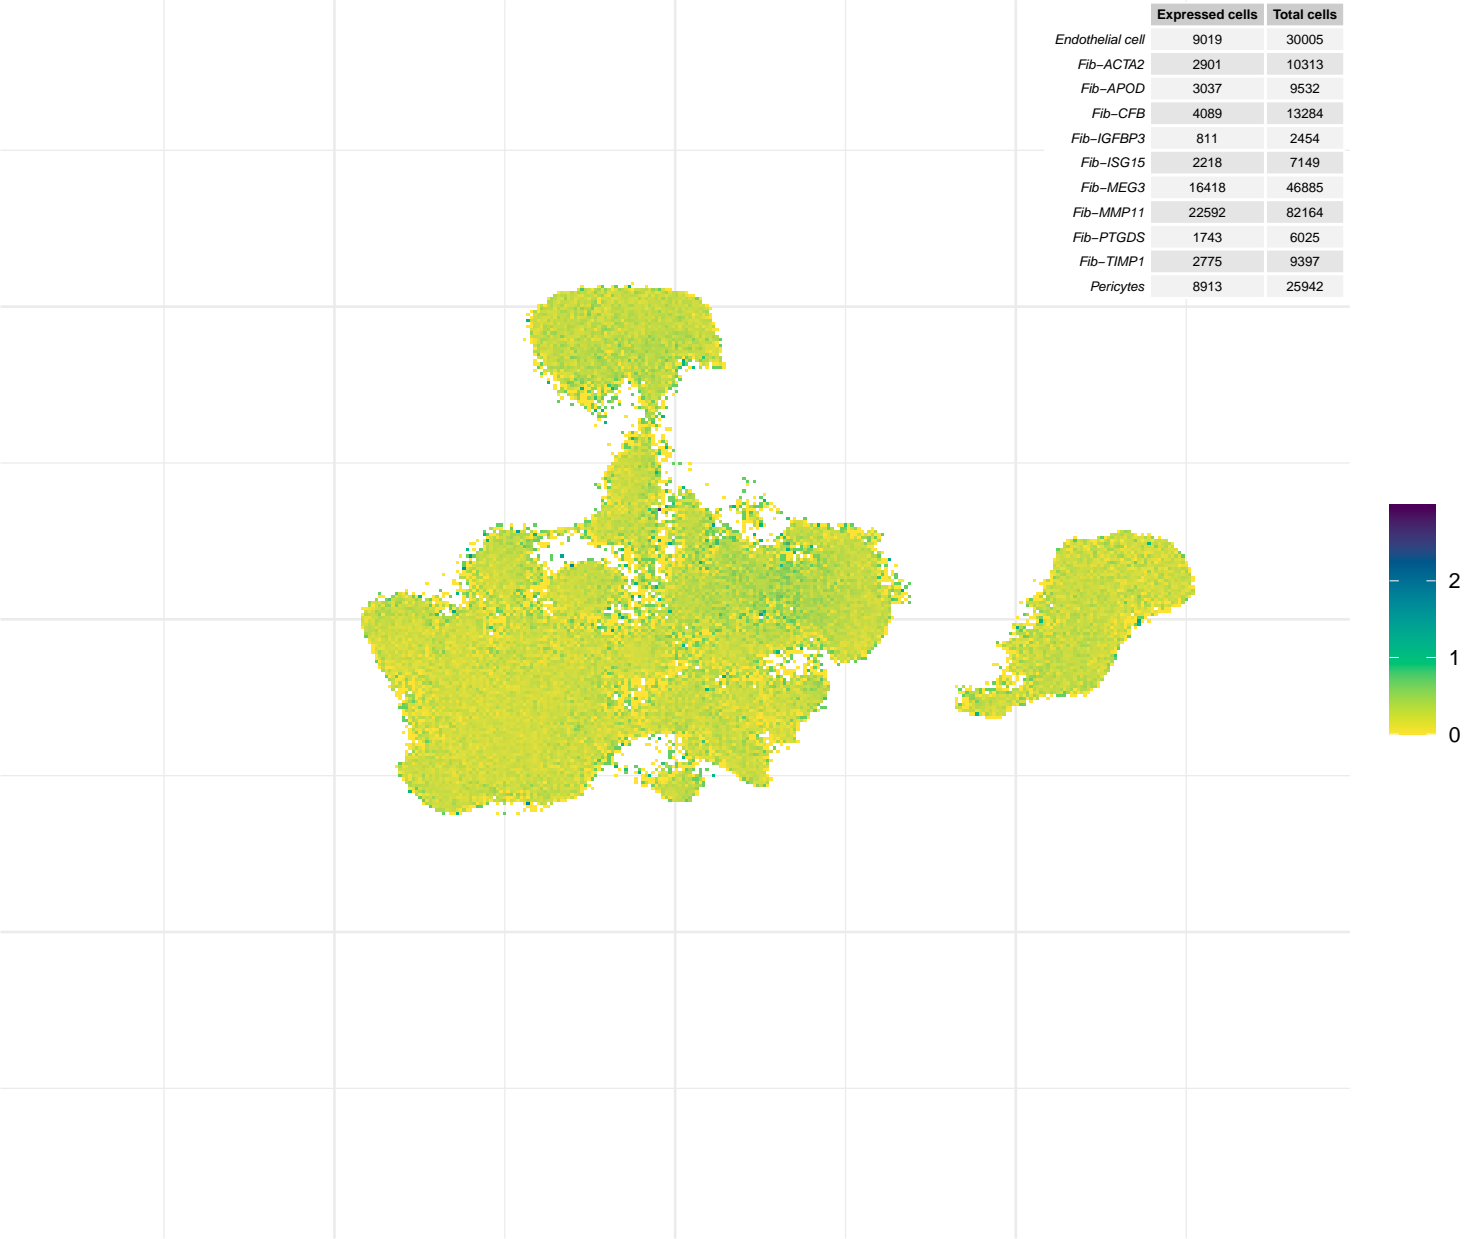 Expressed cells Total cells
Endothelial cell 9019 30005
Fib−ACTA2 2901 10313
Fib−APOD 3037 9532
Fib−CFB 4089 13284
Fib−IGFBP3 811 2454
Fib−ISG15 2218 7149
Fib−MEG3 16418 46885
Fib−MMP11 22592 82164
Fib−PTGDS 1743 6025
Fib−TIMP1 2775 9397
Pericytes 8913 25942
2
1
0